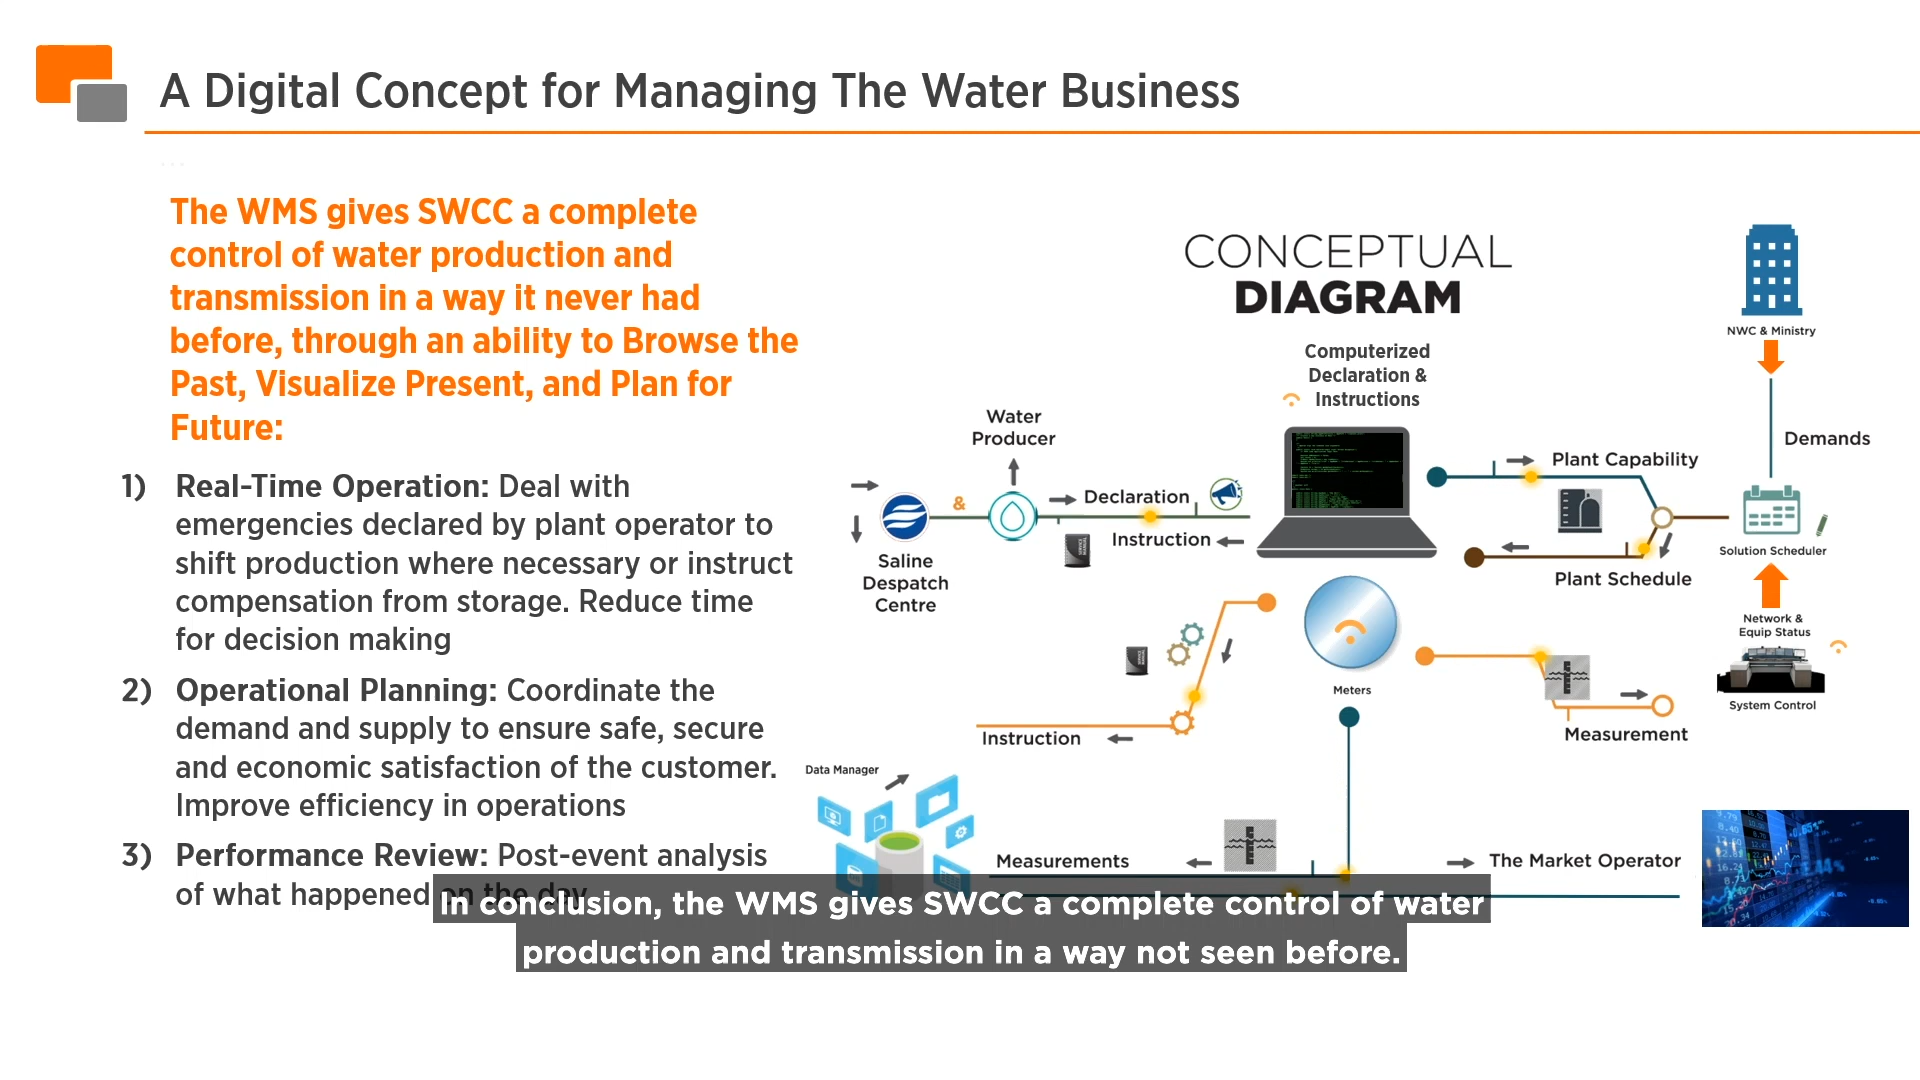 A Digital Concept for Managing The Water Business
...
The WMS gives SWCC a complete
control of water production and
transmission in a way it never had
before, through an ability to Browse the
Past, Visualize Present, and Plan for
Future:
1) Real-Time Operation: Deal with
emergencies declared by plant operator to
shift production where necessary or instruct
compensation from storage. Reduce time
for decision making
2) Operational Planning: Coordinate the
demand and supply to ensure safe, secure
and economic satisfaction of the customer.
Improve efficiency in operations
3) Performance Review: Post-event analysis
of what happened on the day
CONCEPTUAL
DIAGRAM
Computerized
Declaration &
Instructions
NWC & Ministry
Demands
Water
Producer
&
Declaration
Instruction
Saline
Despatch
Centre
Plant Capability
Plant Schedule
Solution Scheduler
Network &
Equip Status
System Control
Meters
Instruction
Measurement
Data Manager
Measurements
The Market Operator
In conclusion, the WMS gives SWCC a complete control of water
production and transmission in a way not seen before.